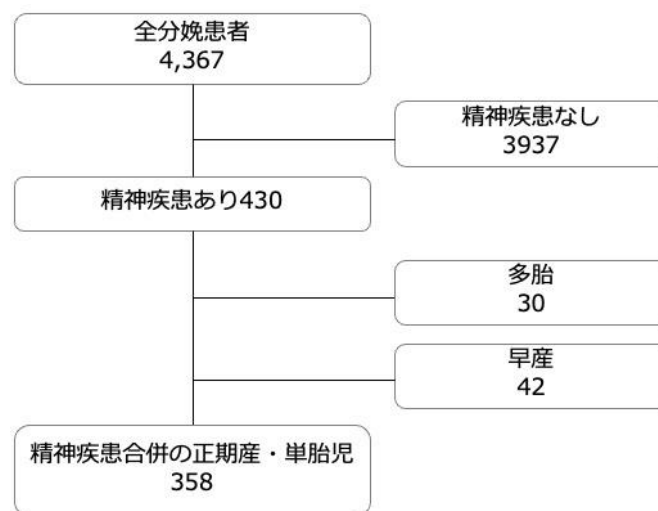 全分娩患者
4,367
精神疾患なし
3937
精神疾患あり430
多胎
30
早産
42
精神疾患合併の正期産・単胎児
358